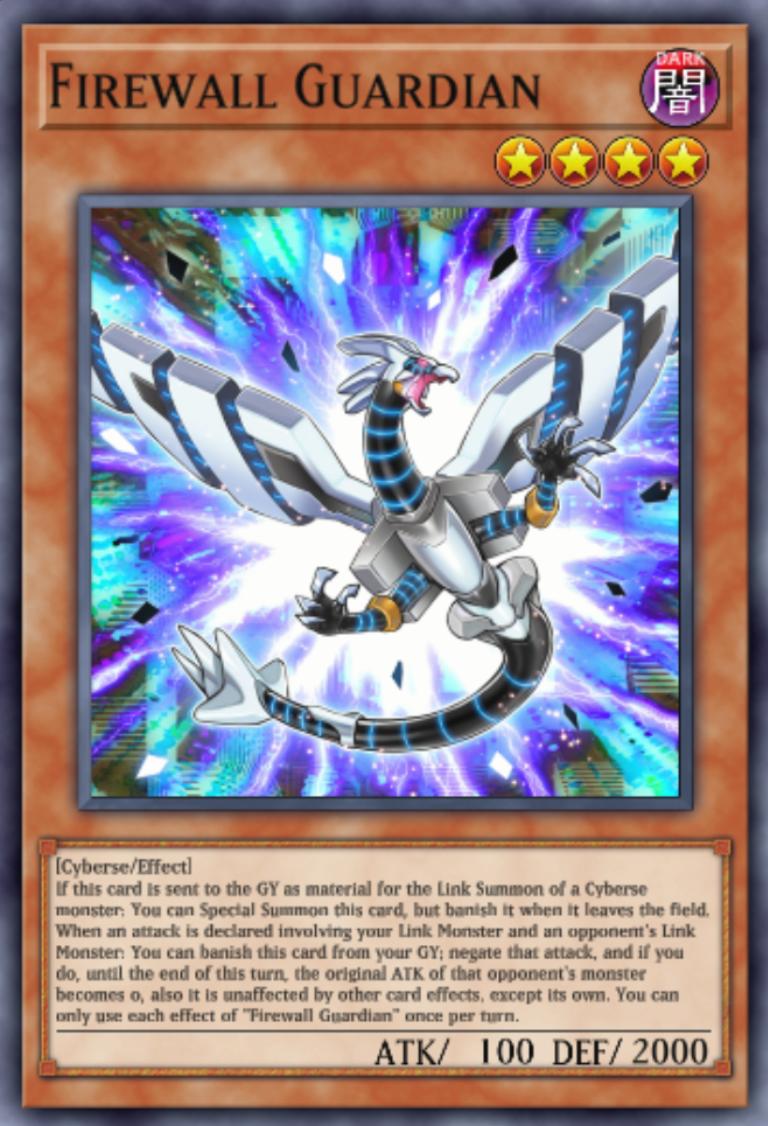 FIREWALL GUARDIAN
DARK
闇
[Cyberse/Effect]
If this card is sent to the GY as material for the Link Summon of a Cyberse
monster: You can Special Summon this card, but banish it when it leaves the field.
When an attack is declared involving your Link Monster and an opponent's Link
Monster: You can banish this card from your GY; negate that attack, and if you
do, until the end of this turn, the original ATK of that opponent's monster
becomes 0, also it is unaffected by other card effects, except its own. You can
only use each effect of "Firewall Guardian" once per turn.
ATK/ 100 DEF/ 2000